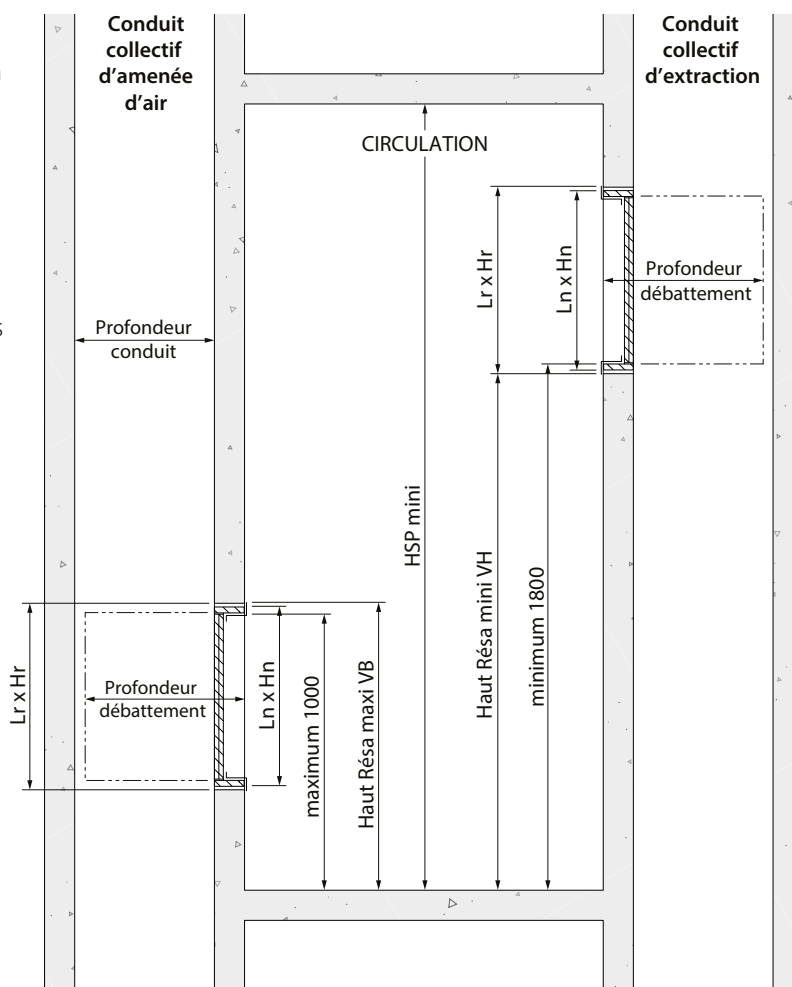 Conduit
collectif
d'amenée
d'air
Conduit
collectif
d'extraction
CIRCULATION
Lr x Hr
Ln x Hn
Profondeur
débattement
Profondeur
conduit
HSP mini
Haut Résa mini VH
minimum 1800
Lr x Hr
Profondeur
débattement
Ln x Hn
maximum 1000
Haut Résa maxi VB